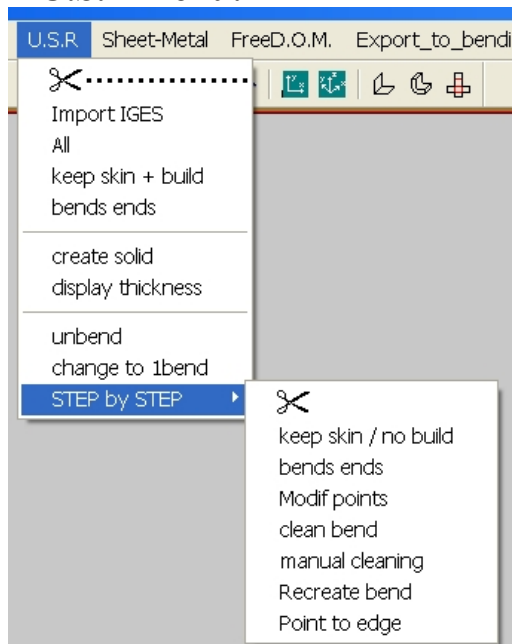 U.S.R Sheet-Metal FreeD.O.M. Export_to_bendi
Import IGES
All
keep skin + build
bends ends
create solid
display thickness
unbend
change to 1bend
STEP by STEP
keep skin / no build
bends ends
Modif points
clean bend
manual cleaning
Recreate bend
Point to edge